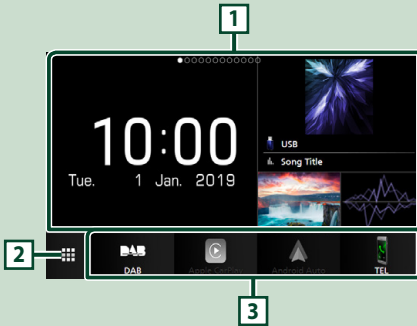 1
10:00
Tue. 1 Jan. 2019
USB
Song Title
2
DAB
DAB
Apple CarPlay
Android Auto
TEL
3